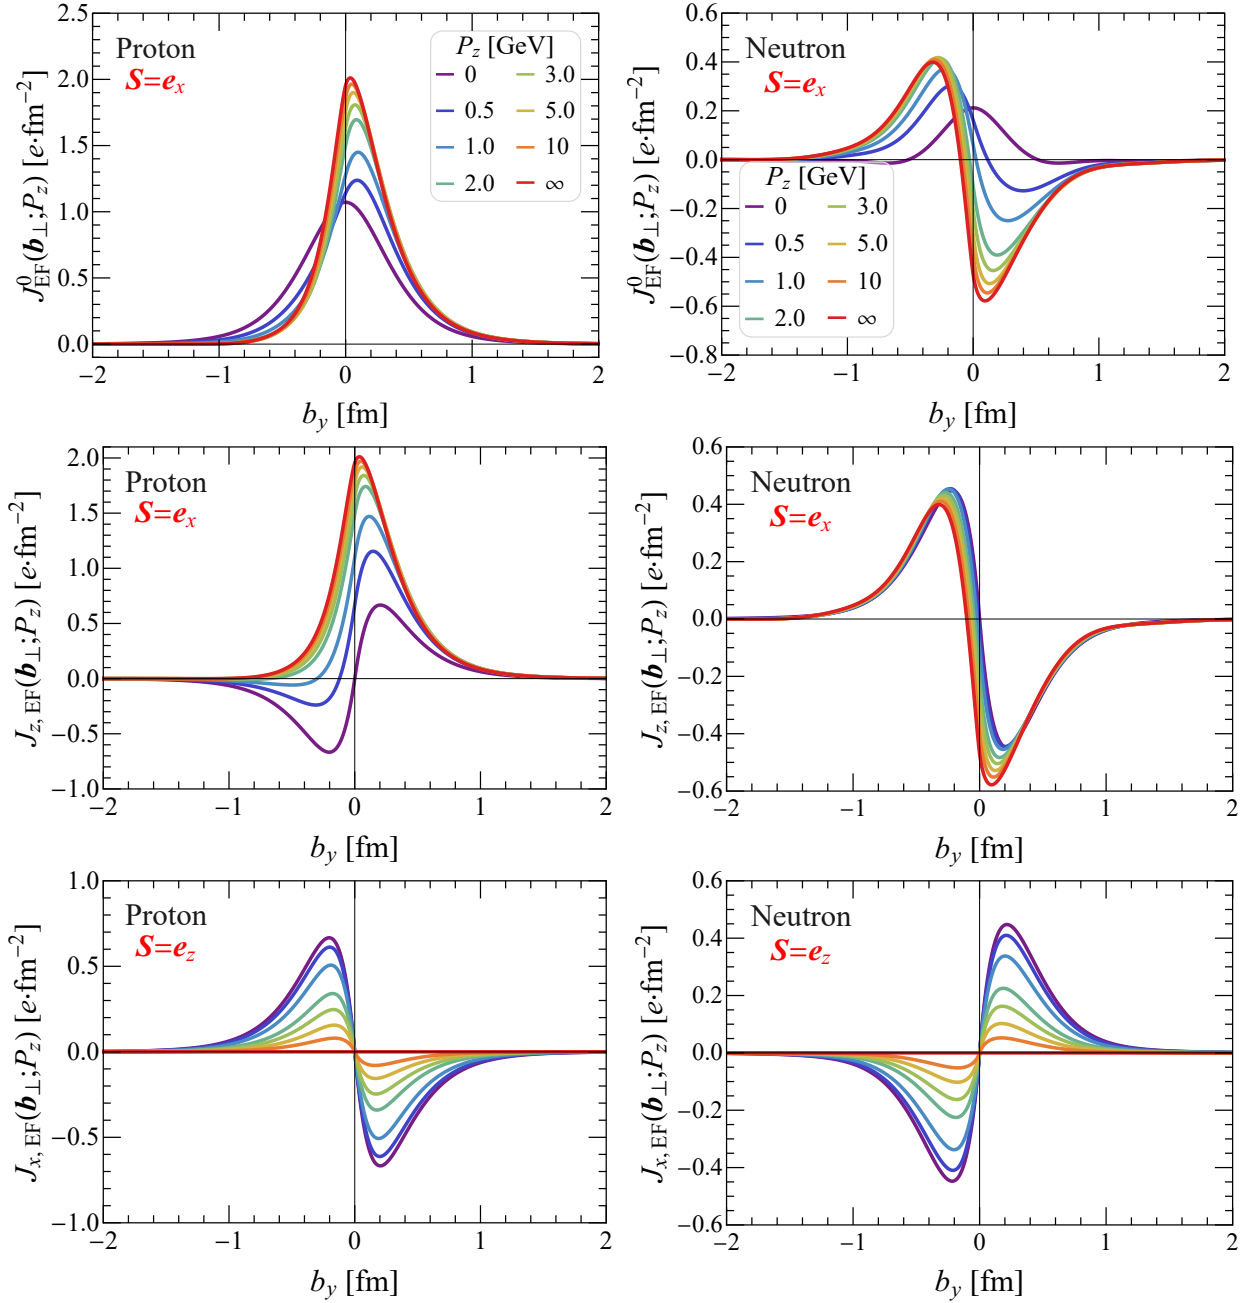 Proton
S=e_x
P_z [GeV]
0 3.0
0.5 5.0
1.0 10
2.0 ∞
2.5
2.0
1.5
1.0
0.5
0.0
−2 −1 0 1 2
J^0_EF(b_⊥;P_z) [e·fm^−2]
b_y [fm]
Neutron
S=e_x
P_z [GeV]
0 3.0
0.5 5.0
1.0 10
2.0 ∞
0.6
0.4
0.2
0.0
−0.2
−0.4
−0.6
−0.8
−2 −1 0 1 2
J^0_EF(b_⊥;P_z) [e·fm^−2]
b_y [fm]
Proton
S=e_x
2.0
1.5
1.0
0.5
0.0
−0.5
−1.0
−2 −1 0 1 2
J_z,EF(b_⊥;P_z) [e·fm^−2]
b_y [fm]
Neutron
S=e_x
0.6
0.4
0.2
0.0
−0.2
−0.4
−0.6
−2 −1 0 1 2
J_z,EF(b_⊥;P_z) [e·fm^−2]
b_y [fm]
Proton
S=e_z
1.0
0.5
0.0
−0.5
−1.0
−2 −1 0 1 2
J_x,EF(b_⊥;P_z) [e·fm^−2]
b_y [fm]
Neutron
S=e_z
0.6
0.4
0.2
0.0
−0.2
−0.4
−0.6
−2 −1 0 1 2
J_x,EF(b_⊥;P_z) [e·fm^−2]
b_y [fm]